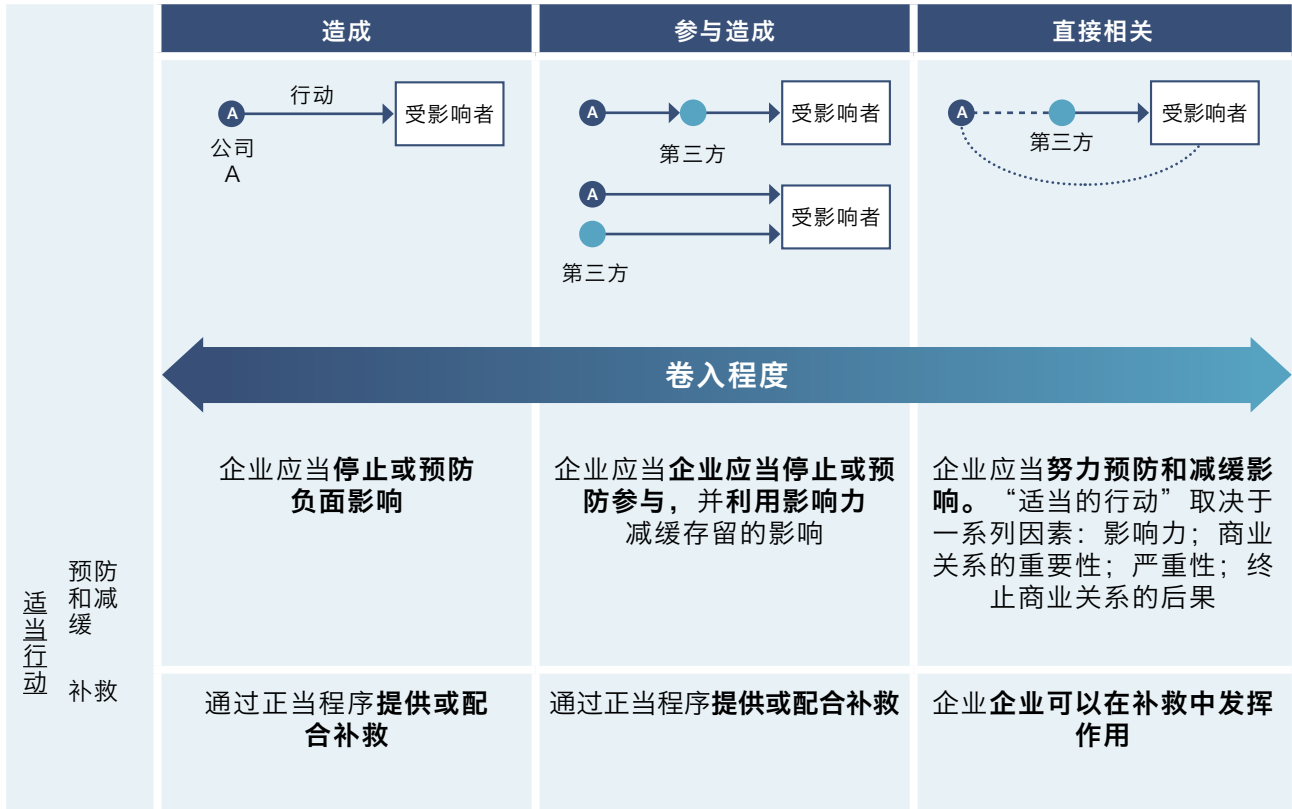 造成
参与造成
直接相关
A
行动
受影响者
公司
A
A
第三方
受影响者
A
受影响者
第三方
A
第三方
受影响者
卷入程度
适当行动
预防
和减
缓
企业应当停止或预防
负面影响
企业应当企业应当停止或预
防参与，并利用影响力
减缓存留的影响
企业应当努力预防和减缓影
响。“适当的行动”取决于
一系列因素：影响力；商业
关系的重要性；严重性；终
止商业关系的后果
补救
通过正当程序提供或配
合补救
通过正当程序提供或配合补救
企业企业可以在补救中发挥
作用